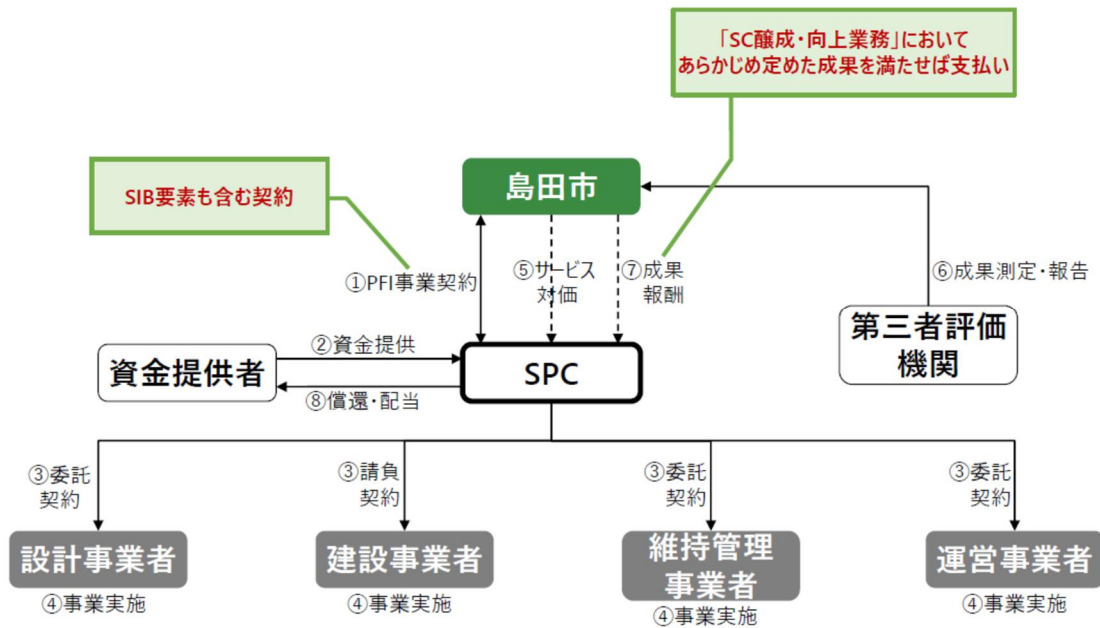 「SC醸成・向上業務」において
あらかじめ定めた成果を満たせば支払い
SIB要素も含む契約
島田市
①PFI事業契約
⑤サービス
対価
⑦成果
報酬
⑥成果測定・報告
第三者評価
機関
資金提供者
②資金提供
⑧償還・配当
SPC
③委託
契約
③請負
契約
③委託
契約
③委託
契約
設計事業者
建設事業者
維持管理
事業者
運営事業者
④事業実施
④事業実施
④事業実施
④事業実施